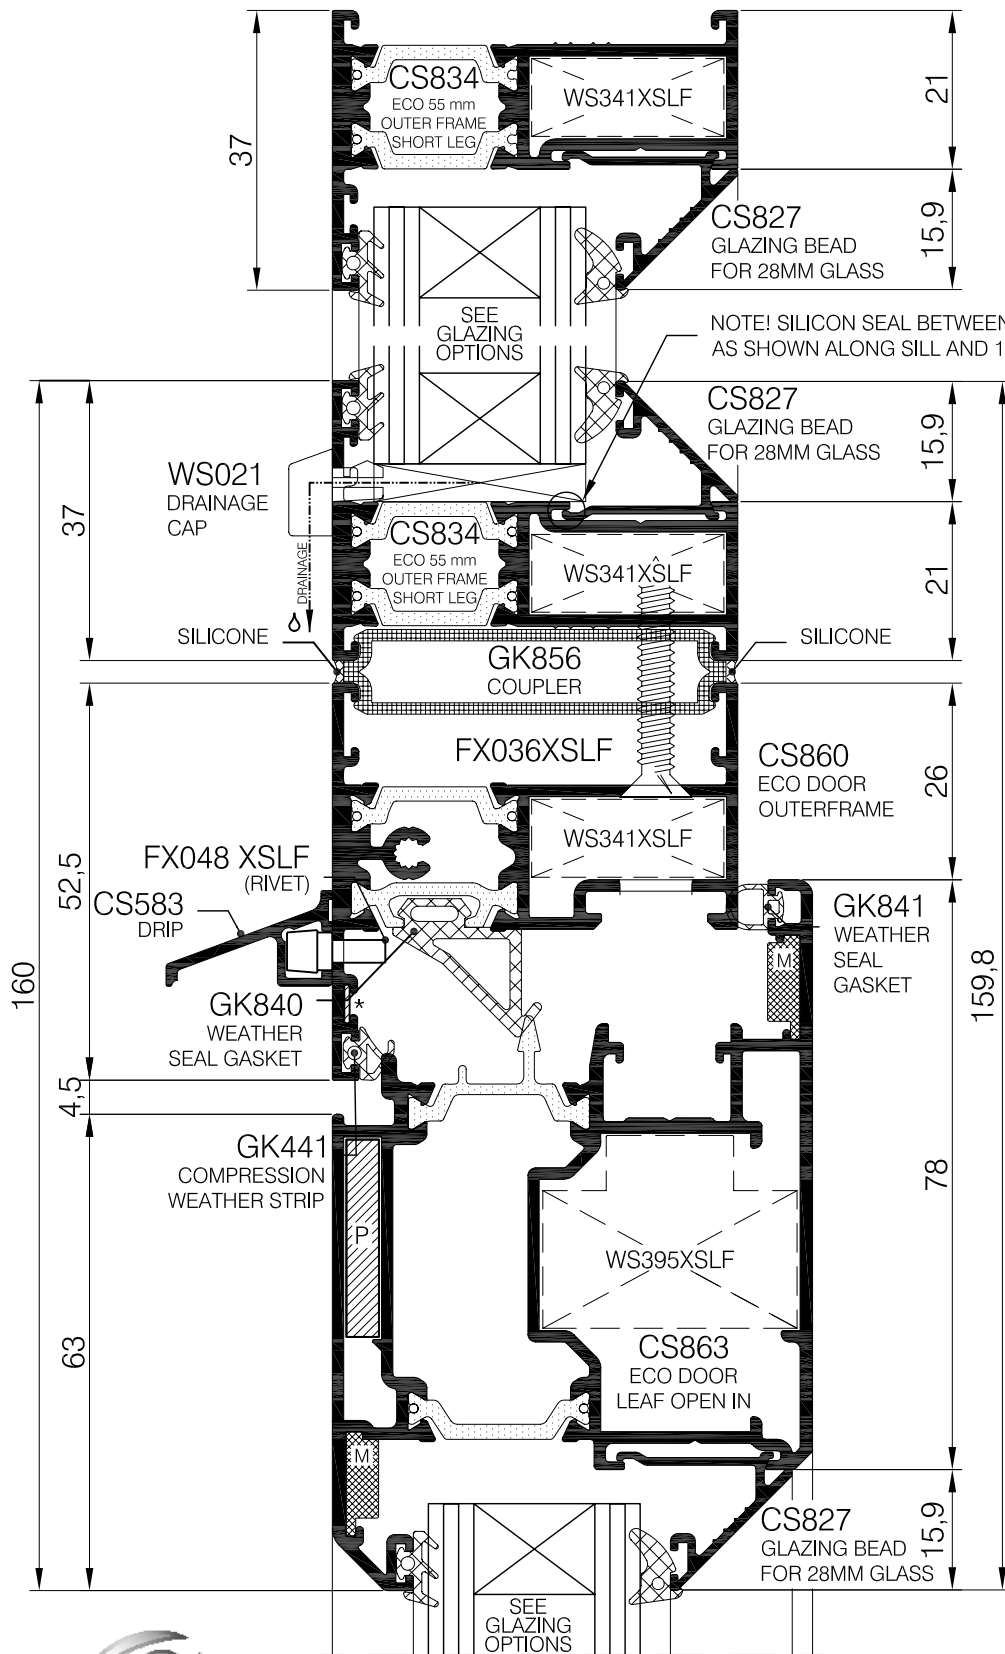 CS834
ECO 55 mm
OUTER FRAME
SHORT LEG
WS341XSLF
21
37
CS827
GLAZING BEAD
FOR 28MM GLASS
15,9
SEE
GLAZING
OPTIONS
NOTE! SILICON SEAL BETWEEN
AS SHOWN ALONG SILL AND 1
CS827
GLAZING BEAD
FOR 28MM GLASS
15,9
WS021
DRAINAGE
CAP
37
DRAINAGE
CS834
ECO 55 mm
OUTER FRAME
SHORT LEG
WS341XSLF
21
SILICONE
SILICONE
GK856
COUPLER
FX036XSLF
CS860
ECO DOOR
OUTERFRAME
26
WS341XSLF
52,5
FX048 XSLF
(RIVET)
CS583
DRIP
GK841
WEATHER
SEAL
GASKET
M
160
159,8
GK840
WEATHER
SEAL GASKET
*
4,5
GK441
COMPRESSION
WEATHER STRIP
P
78
WS395XSLF
63
CS863
ECO DOOR
LEAF OPEN IN
M
CS827
GLAZING BEAD
FOR 28MM GLASS
15,9
SEE
GLAZING
OPTIONS